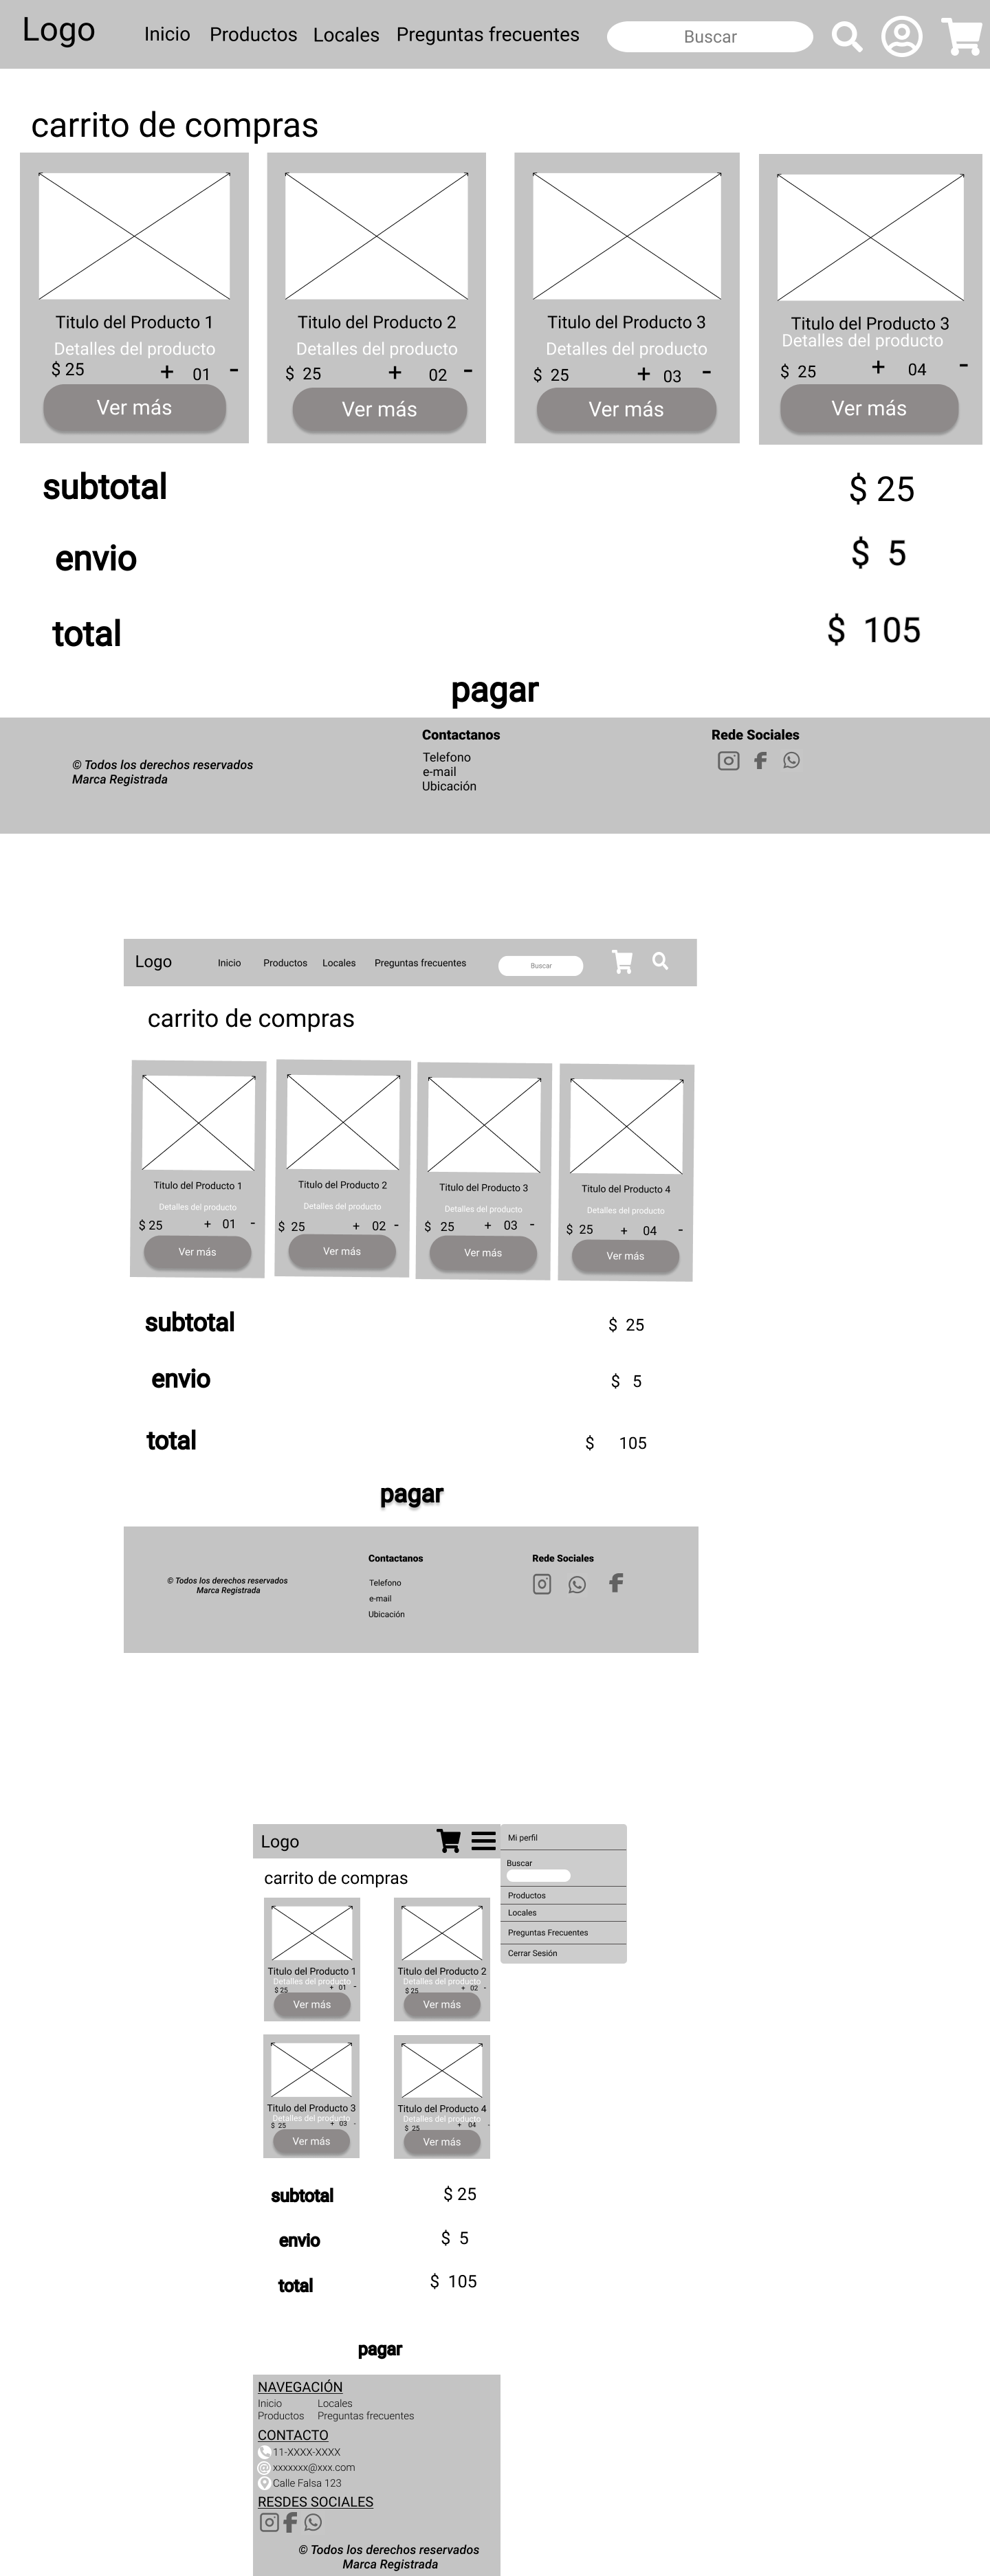 Logo Inicio Productos Locales Preguntas frecuentes Buscar
carrito de compras
Titulo del Producto 1 Titulo del Producto 2 Titulo del Producto 3 Titulo del Producto 3
Detalles del producto Detalles del producto Detalles del producto Detalles del producto
$ 25 + 01 - $ 25 + 02 - $ 25 + 03 - $ 25 + 04 -
Ver más Ver más Ver más Ver más
subtotal $ 25
envio $ 5
total $ 105
pagar
Contactanos Rede Sociales
© Todos los derechos reservados
Marca Registrada
Telefono
e-mail
Ubicación
Logo Inicio Productos Locales Preguntas frecuentes Buscar
carrito de compras
Titulo del Producto 1 Titulo del Producto 2 Titulo del Producto 3 Titulo del Producto 4
Detalles del producto Detalles del producto Detalles del producto Detalles del producto
$ 25 + 01 - $ 25 + 02 - $ 25 + 03 - $ 25 + 04 -
Ver más Ver más Ver más Ver más
subtotal $ 25
envio $ 5
total $ 105
pagar
Contactanos Rede Sociales
© Todos los derechos reservados
Marca Registrada
Telefono
e-mail
Ubicación
Logo
Mi perfil
Buscar
Productos
Locales
Preguntas Frecuentes
Cerrar Sesión
carrito de compras
Titulo del Producto 1 Titulo del Producto 2
Detalles del producto Detalles del producto
$ 25 + 01 - $ 25 + 02 -
Ver más Ver más
Titulo del Producto 3 Titulo del Producto 4
Detalles del producto Detalles del producto
$ 25 + 03 - $ 25 + 04 -
Ver más Ver más
subtotal $ 25
envio $ 5
total $ 105
pagar
NAVEGACIÓN
Inicio Locales
Productos Preguntas frecuentes
CONTACTO
11-XXXX-XXXX
xxxxxxx@xxx.com
Calle Falsa 123
RESDES SOCIALES
© Todos los derechos reservados
Marca Registrada